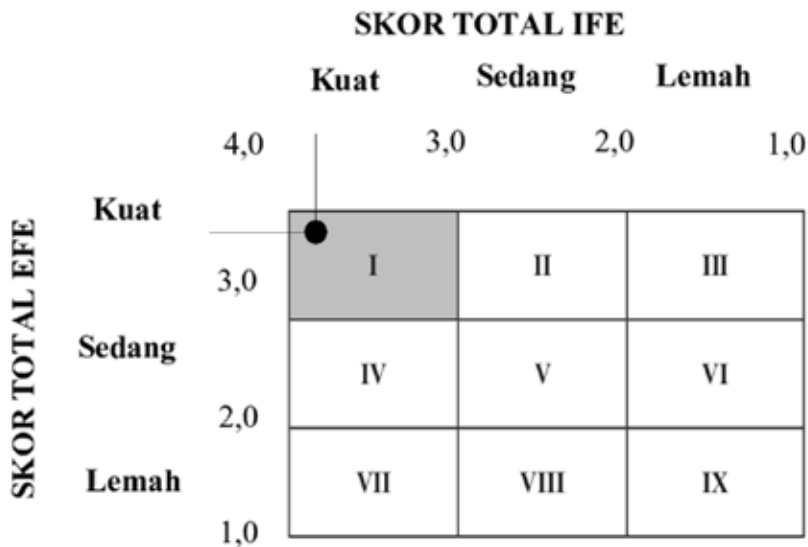 SKOR TOTAL IFE
Kuat Sedang Lemah
4,0 3,0 2,0 1,0
SKOR TOTAL EFE
Kuat
I II III
3,0
Sedang
IV V VI
2,0
Lemah
VII VIII IX
1,0